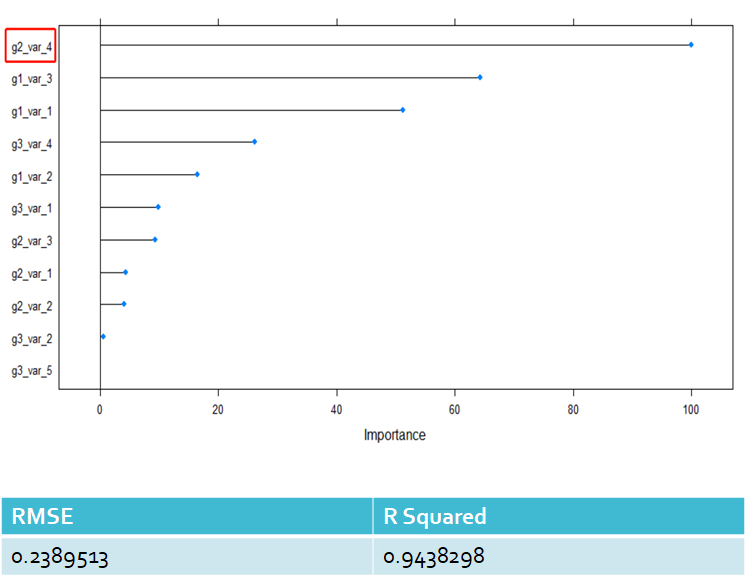 g2_var_4
g1_var_3
g1_var_1
g3_var_4
g1_var_2
g3_var_1
g2_var_3
g2_var_1
g2_var_2
g3_var_2
g3_var_5
0 20 40 60 80 100
Importance
RMSE R Squared
0.2389513 0.9438298